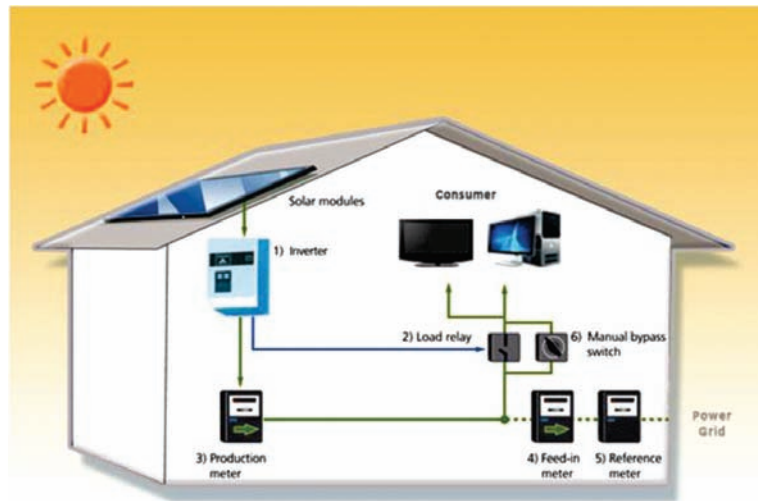 Solar modules
Consumer
1) Inverter
2) Load relay
6) Manual bypass
switch
3) Production
meter
4) Feed-in
meter
5) Reference
meter
Power
Grid